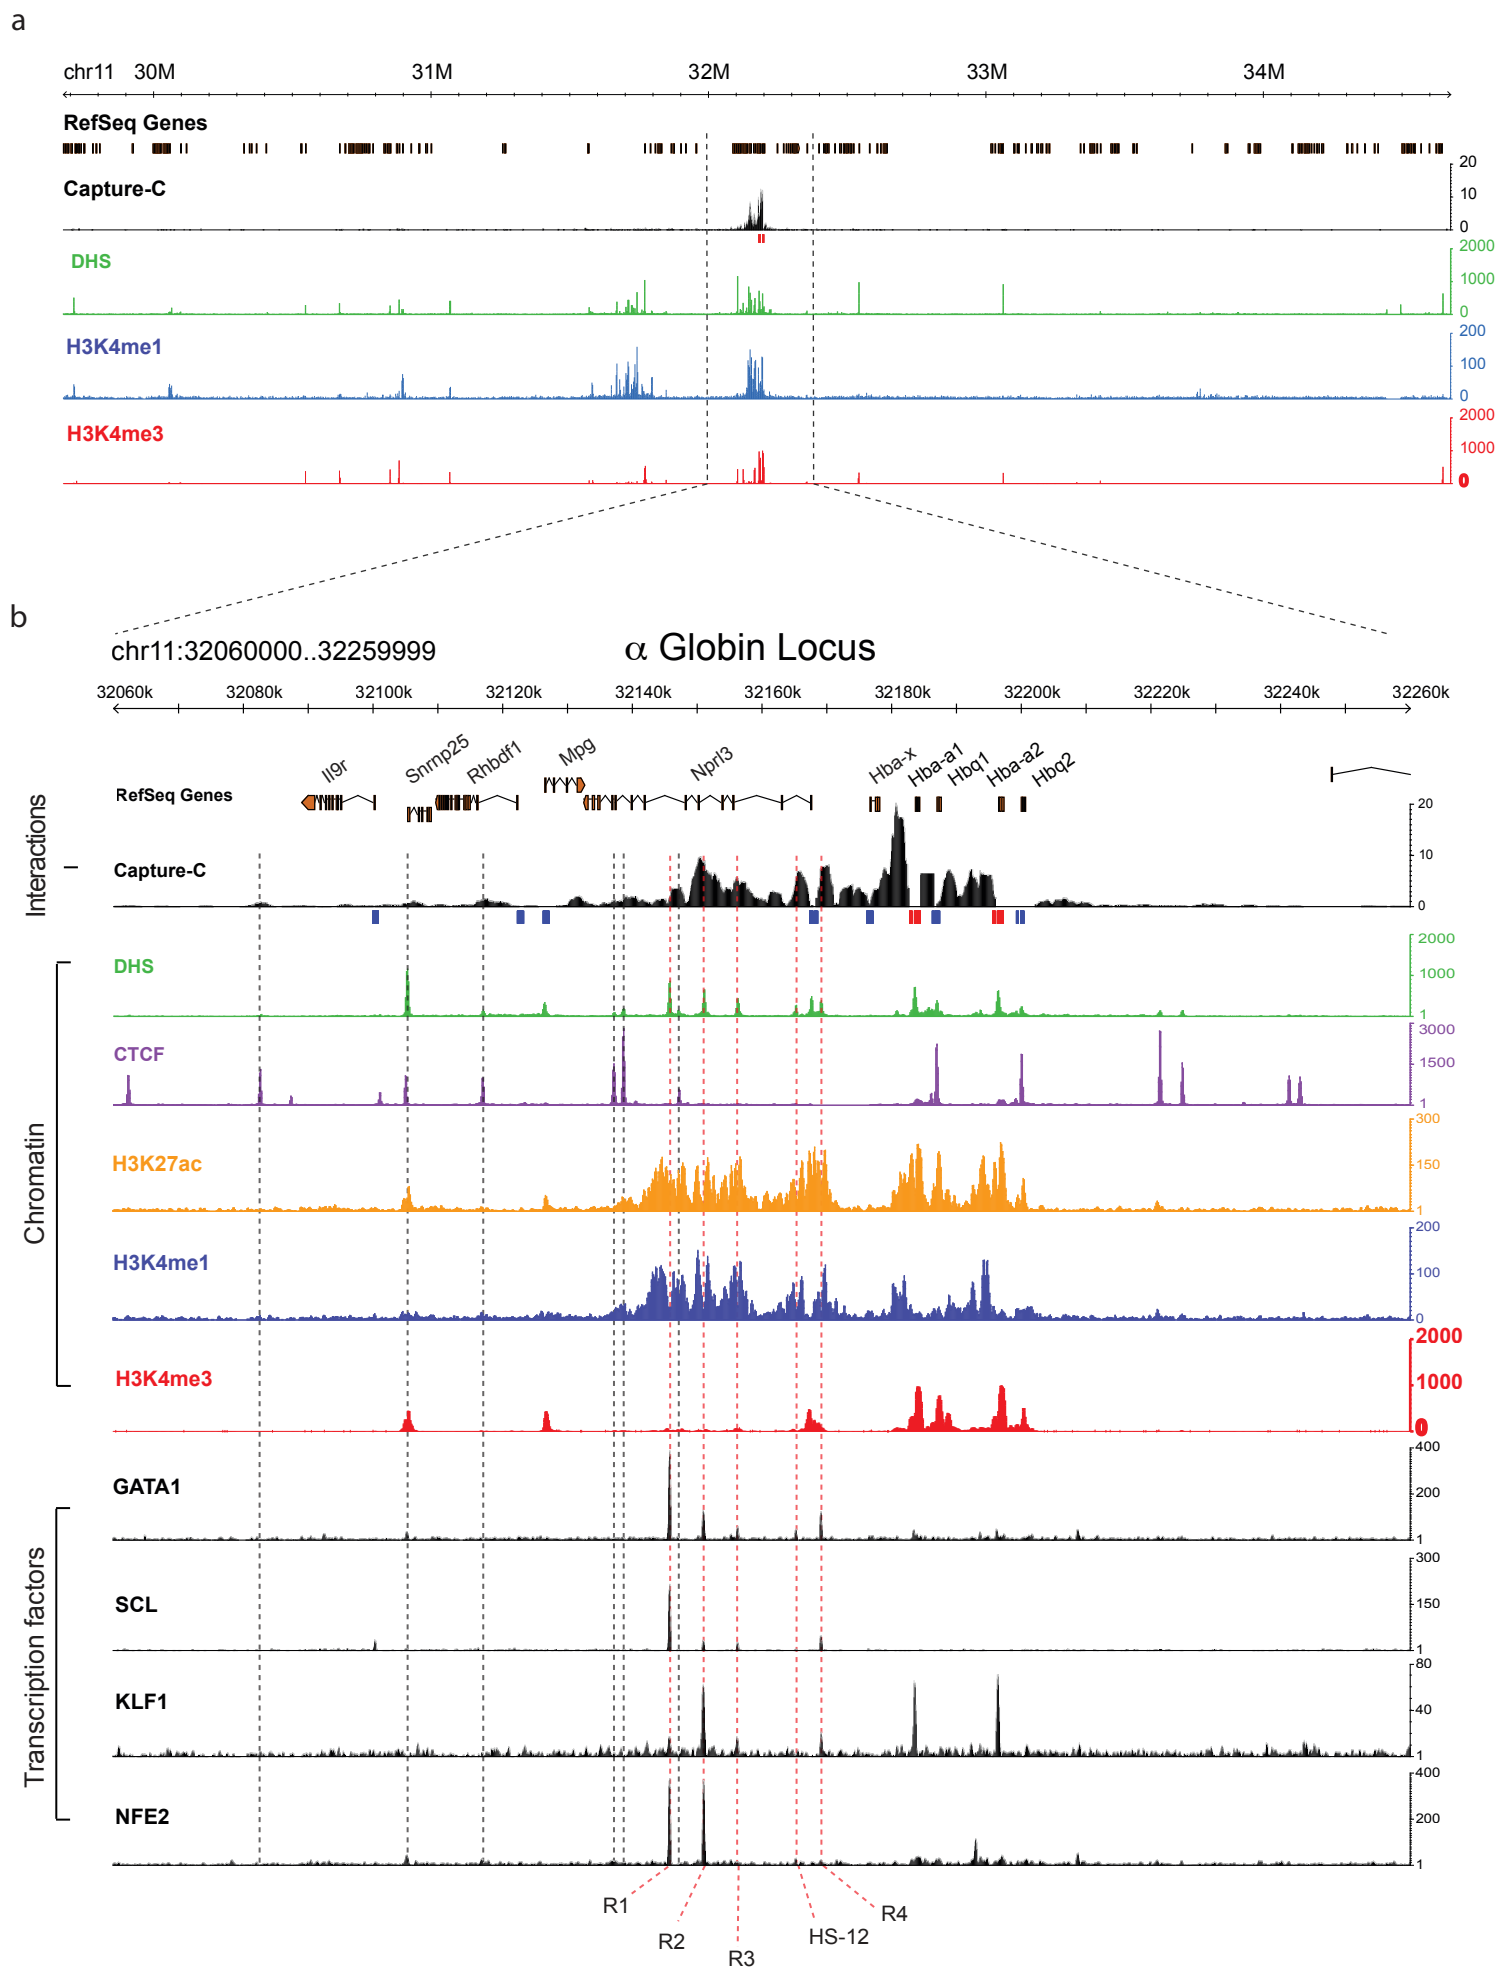 a
chr11 30M 31M 32M 33M 34M
RefSeq Genes
Capture-C
20
10
0
DHS
2000
1000
0
H3K4me1
200
100
0
H3K4me3
2000
1000
0
b
chr11:32060000..32259999
α Globin Locus
32060k 32080k 32100k 32120k 32140k 32160k 32180k 32200k 32220k 32240k 32260k
Il9r Snrnp25 Rhbdf1 Mpg Nprl3 Hba-x Hba-a1 Hbq1 Hba-a2 Hbq2
RefSeq Genes
Interactions
Capture-C
20
10
0
Chromatin
DHS
2000
1000
1
CTCF
3000
1500
1
H3K27ac
300
150
1
H3K4me1
200
100
0
H3K4me3
2000
1000
0
Transcription factors
GATA1
400
200
1
SCL
300
150
1
KLF1
80
40
1
NFE2
400
200
1
R1
R2
R3
HS-12
R4